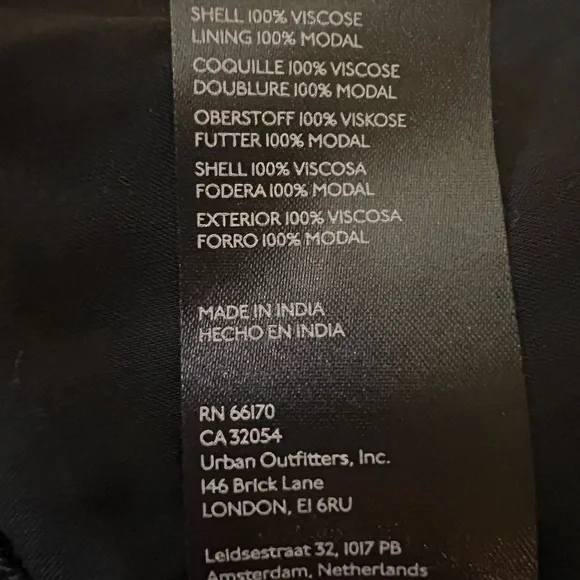 SHELL 100% VISCOSE
LINING 100% MODAL
COQUILLE 100% VISCOSE
DOUBLURE 100% MODAL
OBERSTOFF 100% VISKOSE
FUTTER 100% MODAL
SHELL 100% VISCOSA
FODERA 100% MODAL
EXTERIOR 100% VISCOSA
FORRO 100% MODAL
MADE IN INDIA
HECHO EN INDIA
RN 66170
CA 32054
Urban Outfitters, Inc.
146 Brick Lane
LONDON, E1 6RU
Leidsestraat 32, 1017 PB
Amsterdam, Netherlands